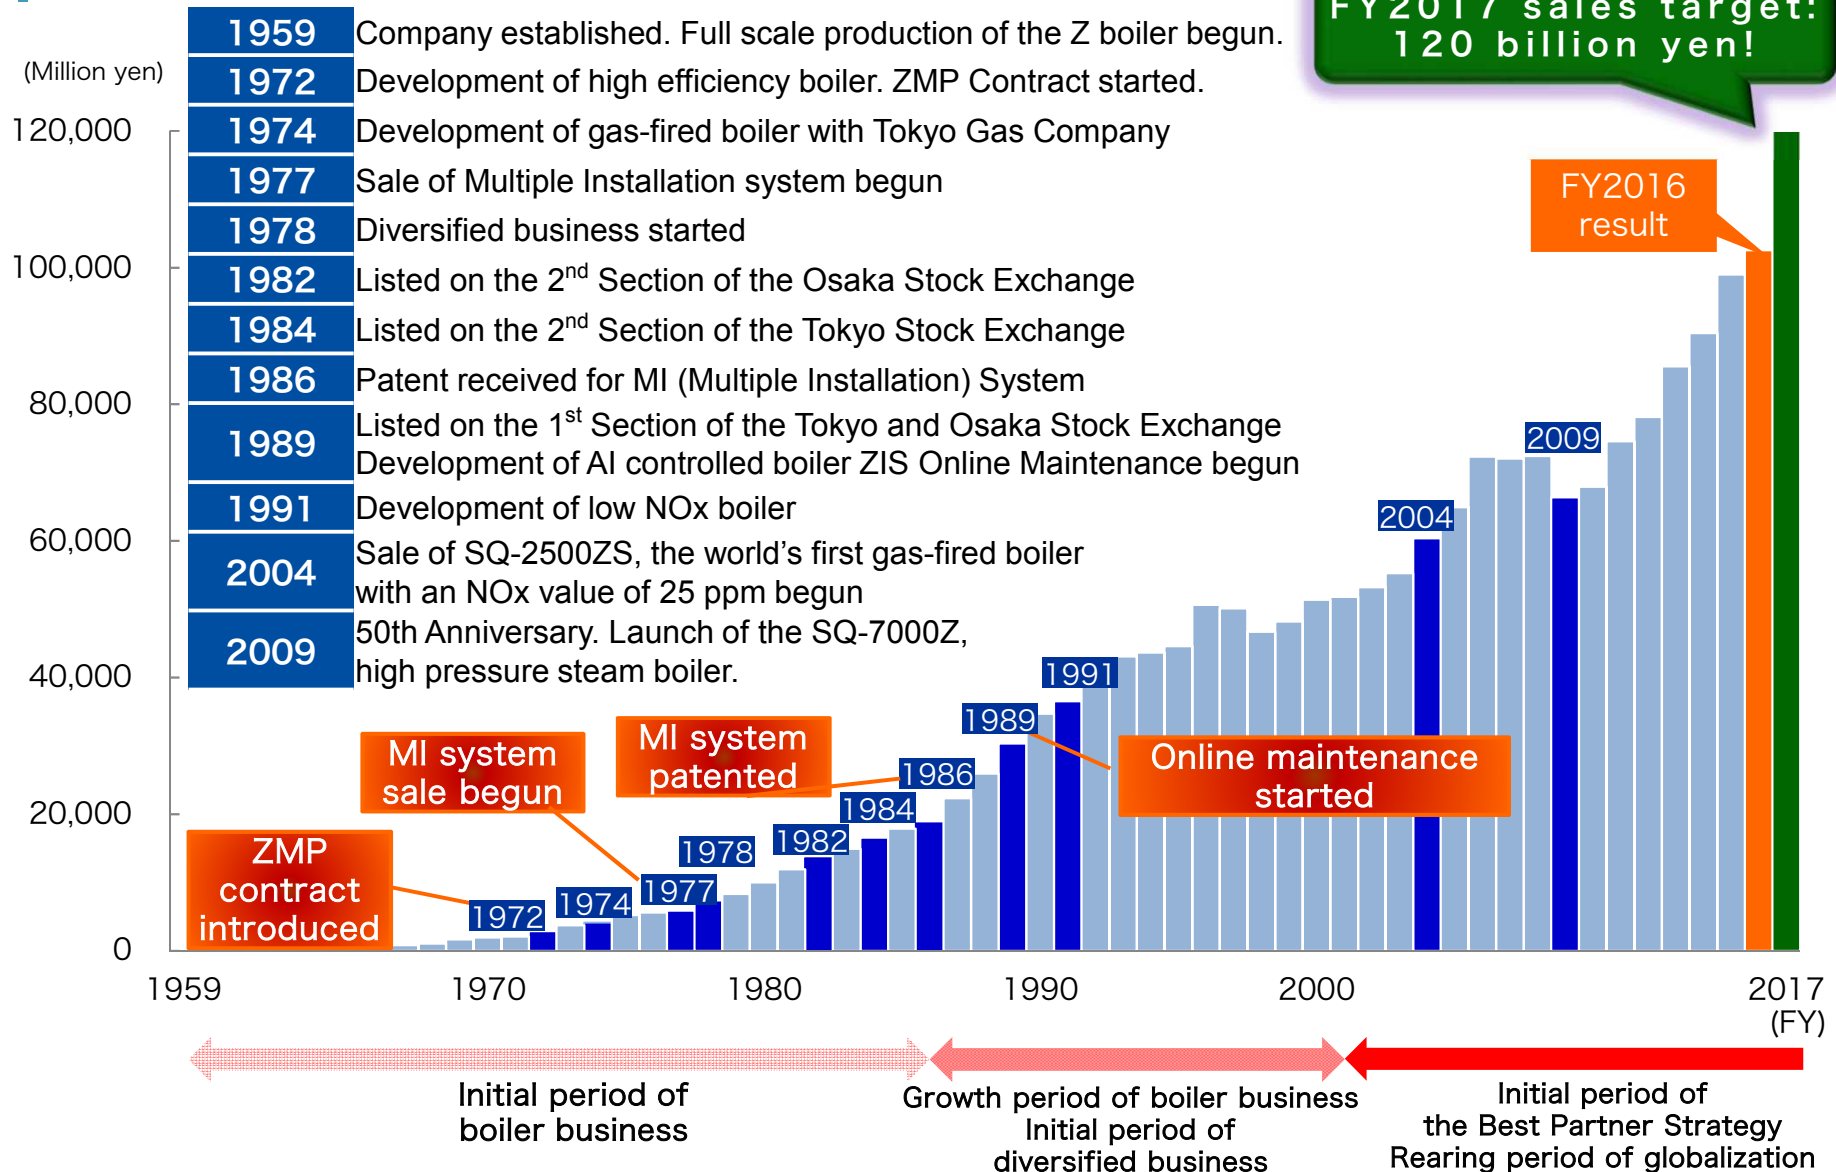 FY2017 sales target!
120 billion yen!
1959 Company established. Full scale production of the Z boiler begun.
1972 Development of high efficiency boiler. ZMP Contract started.
1974 Development of gas-fired boiler with Tokyo Gas Company
1977 Sale of Multiple Installation system begun
1978 Diversified business started
1982 Listed on the 2nd Section of the Osaka Stock Exchange
1984 Listed on the 2nd Section of the Tokyo Stock Exchange
1986 Patent received for MI (Multiple Installation) System
1989 Listed on the 1st Section of the Tokyo and Osaka Stock Exchange
Development of AI controlled boiler ZIS Online Maintenance begun
1991 Development of low NOx boiler
2004 Sale of SQ-2500ZS, the world's first gas-fired boiler
with an NOx value of 25 ppm begun
2009 50th Anniversary. Launch of the SQ-7000Z,
high pressure steam boiler.
(Million yen)
120,000
100,000
80,000
60,000
40,000
20,000
0
FY2016
result
2009
2004
1991
1989
1986
1984
1982
1978
1977
1974
1972
MI system
sale begun
MI system
patented
Online maintenance
started
ZMP
contract
introduced
1959
1970
1980
1990
2000
2017
(FY)
Initial period of
boiler business
Growth period of boiler business
Initial period of
diversified business
Initial period of
the Best Partner Strategy
Rearing period of globalization